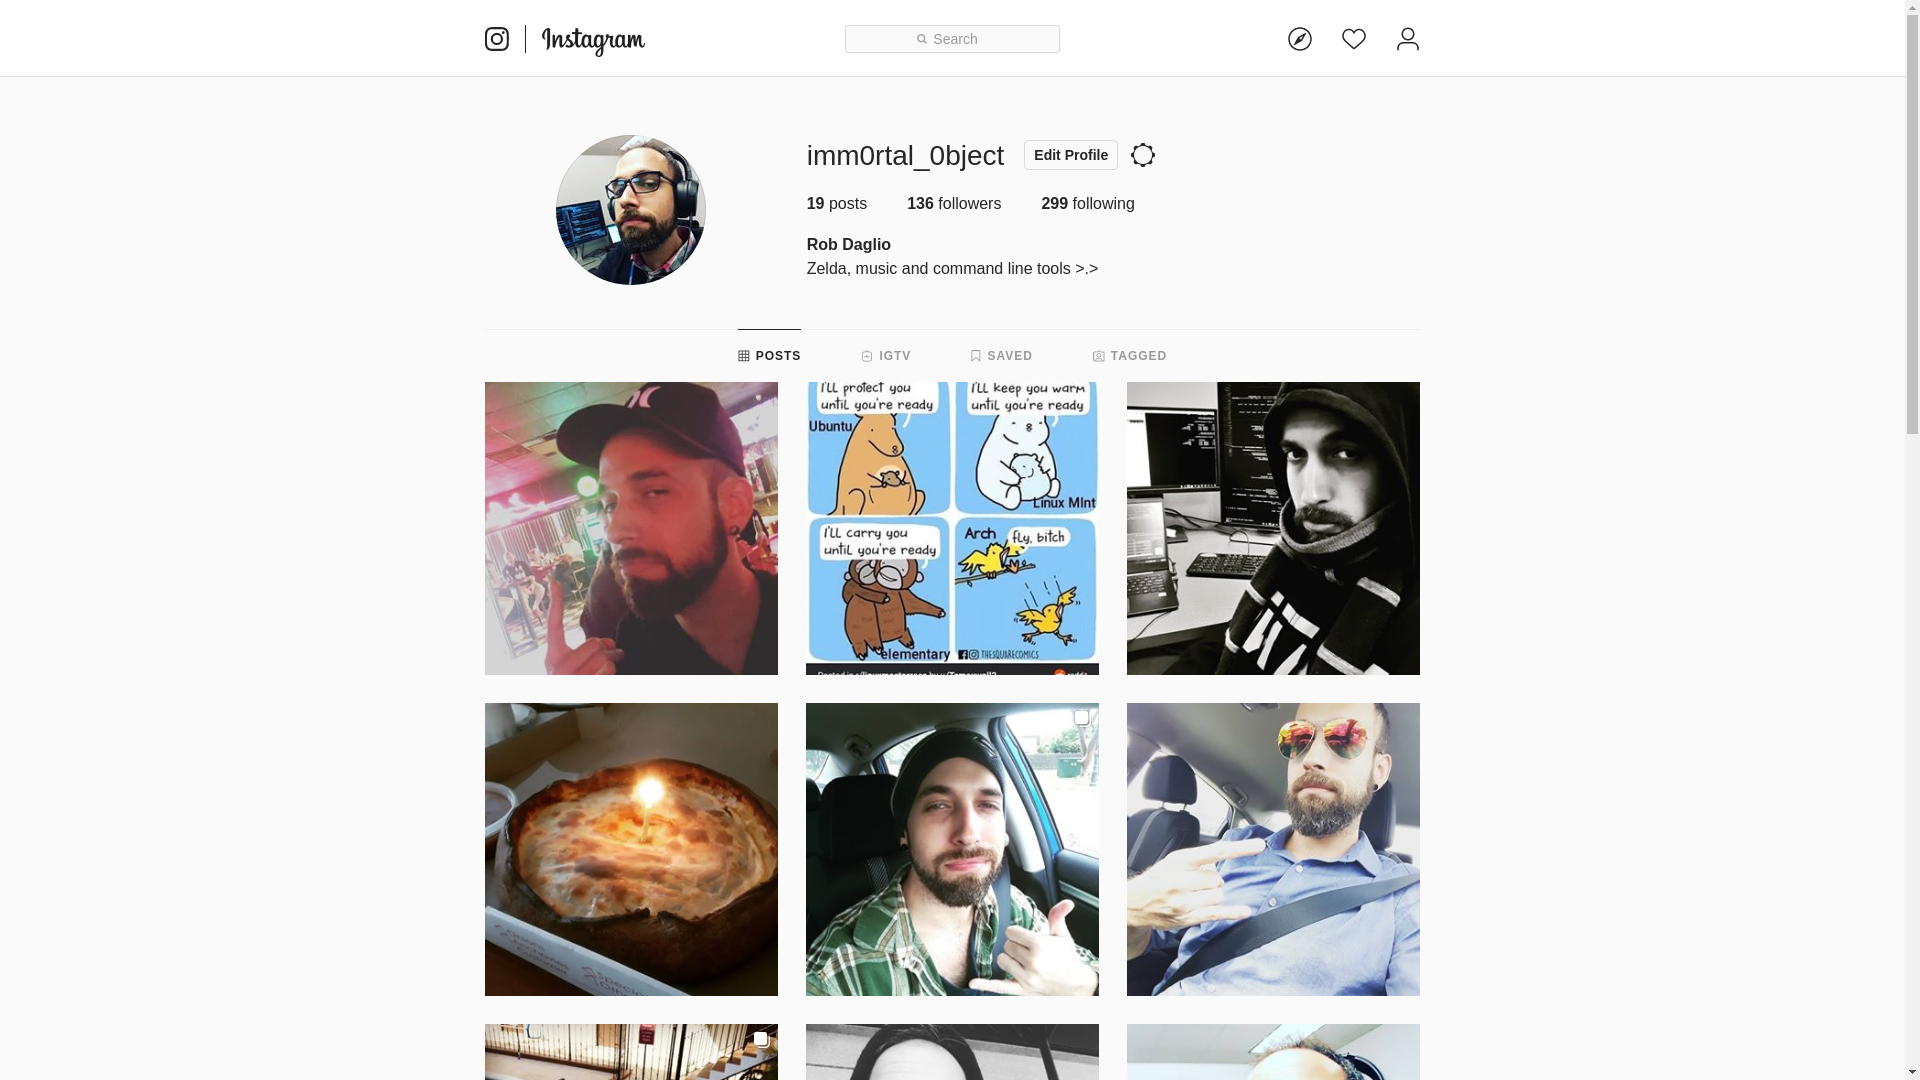 Instagram
Search
imm0rtal_0bject
Edit Profile
19 posts 136 followers 299 following
Rob Daglio
Zelda, music and command line tools >.>
POSTS IGTV SAVED TAGGED
I'll protect you
until you're ready
Ubuntu
I'll keep you warm
until you're ready
Linux MInt
I'll carry you
until you're ready
elementary
Arch
fly, bitch
THESQUARECOMICS